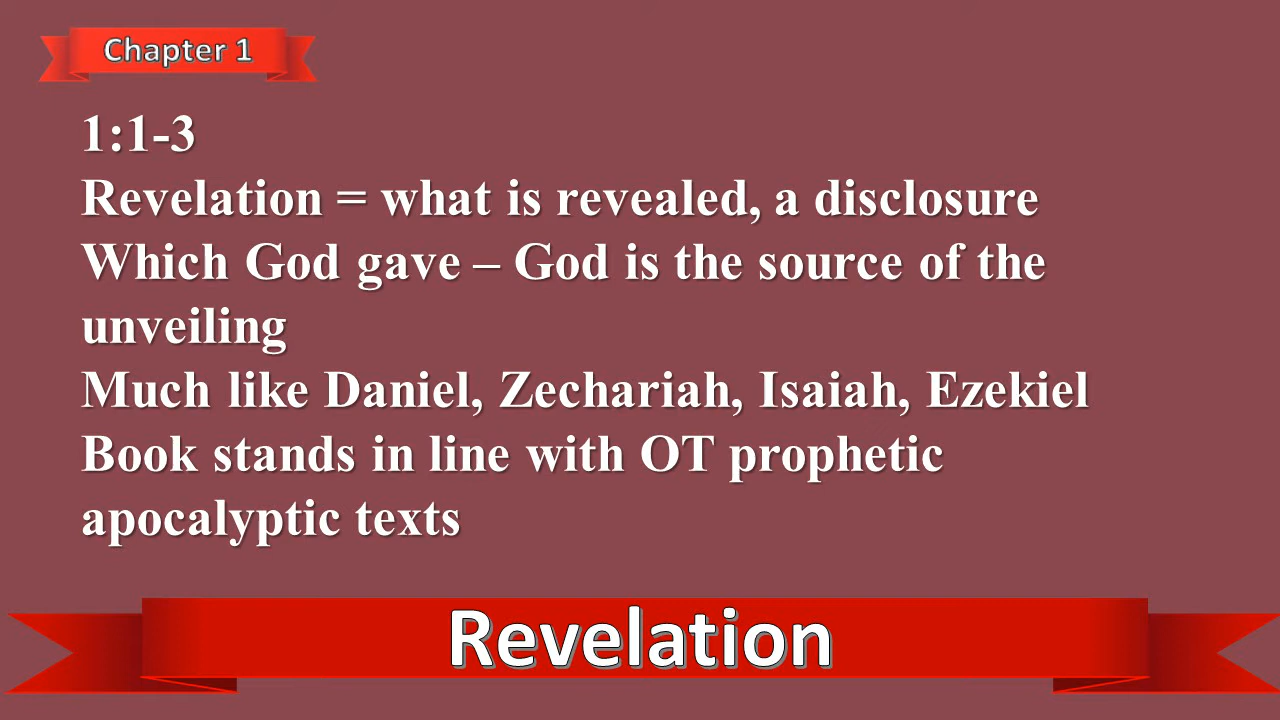 Chapter 1
1:1-3
Revelation = what is revealed, a disclosure
Which God gave – God is the source of the
unveiling
Much like Daniel, Zechariah, Isaiah, Ezekiel
Book stands in line with OT prophetic
apocalyptic texts
Revelation